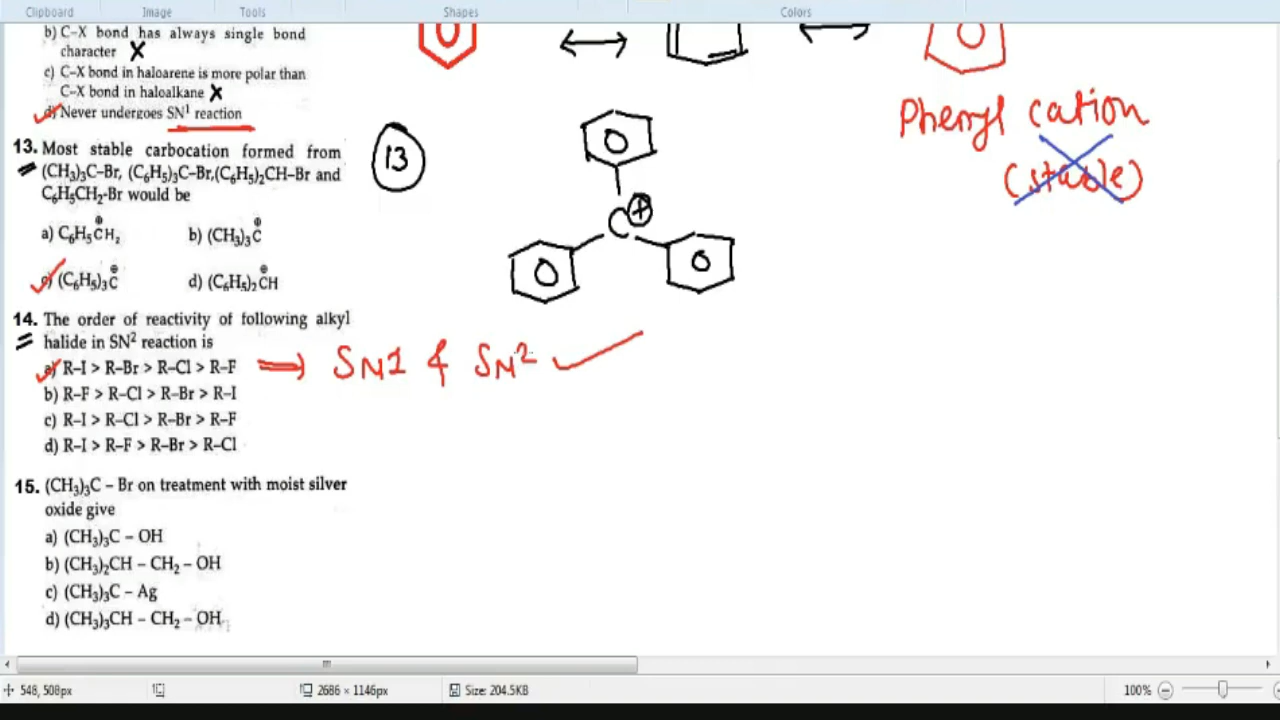 Clipboard Image Tools Shapes Colors
b) C–X bond has always single bond
character X
c) C–X bond in haloarene is more polar than
C–X bond in haloalkane X
d) Never undergoes SN¹ reaction
Phenyl cation
(stable)
13. Most stable carbocation formed from
(CH₃)₃C–Br, (C₆H₅)₃C–Br,(C₆H₅)₂CH–Br and
C₆H₅CH₂-Br would be
13
a) C₆H₅C⊕H₂ b) (CH₃)₃C⊕
c) (C₆H₅)₃C⊕ d) (C₆H₅)₂C⊕H
C⊕
14. The order of reactivity of following alkyl
halide in SN² reaction is
a) R–I > R–Br > R–Cl > R–F ⟹ SN1 & SN2 ✓
b) R–F > R–Cl > R–Br > R–I
c) R–I > R–Cl > R–Br > R–F
d) R–I > R–F > R–Br > R–Cl
15. (CH₃)₃C – Br on treatment with moist silver
oxide give
a) (CH₃)₃C – OH
b) (CH₃)₂CH – CH₂ – OH
c) (CH₃)₃C – Ag
d) (CH₃)₃CH – CH₂ – OH
548, 508px 2686 × 1146px Size: 204.5KB 100%